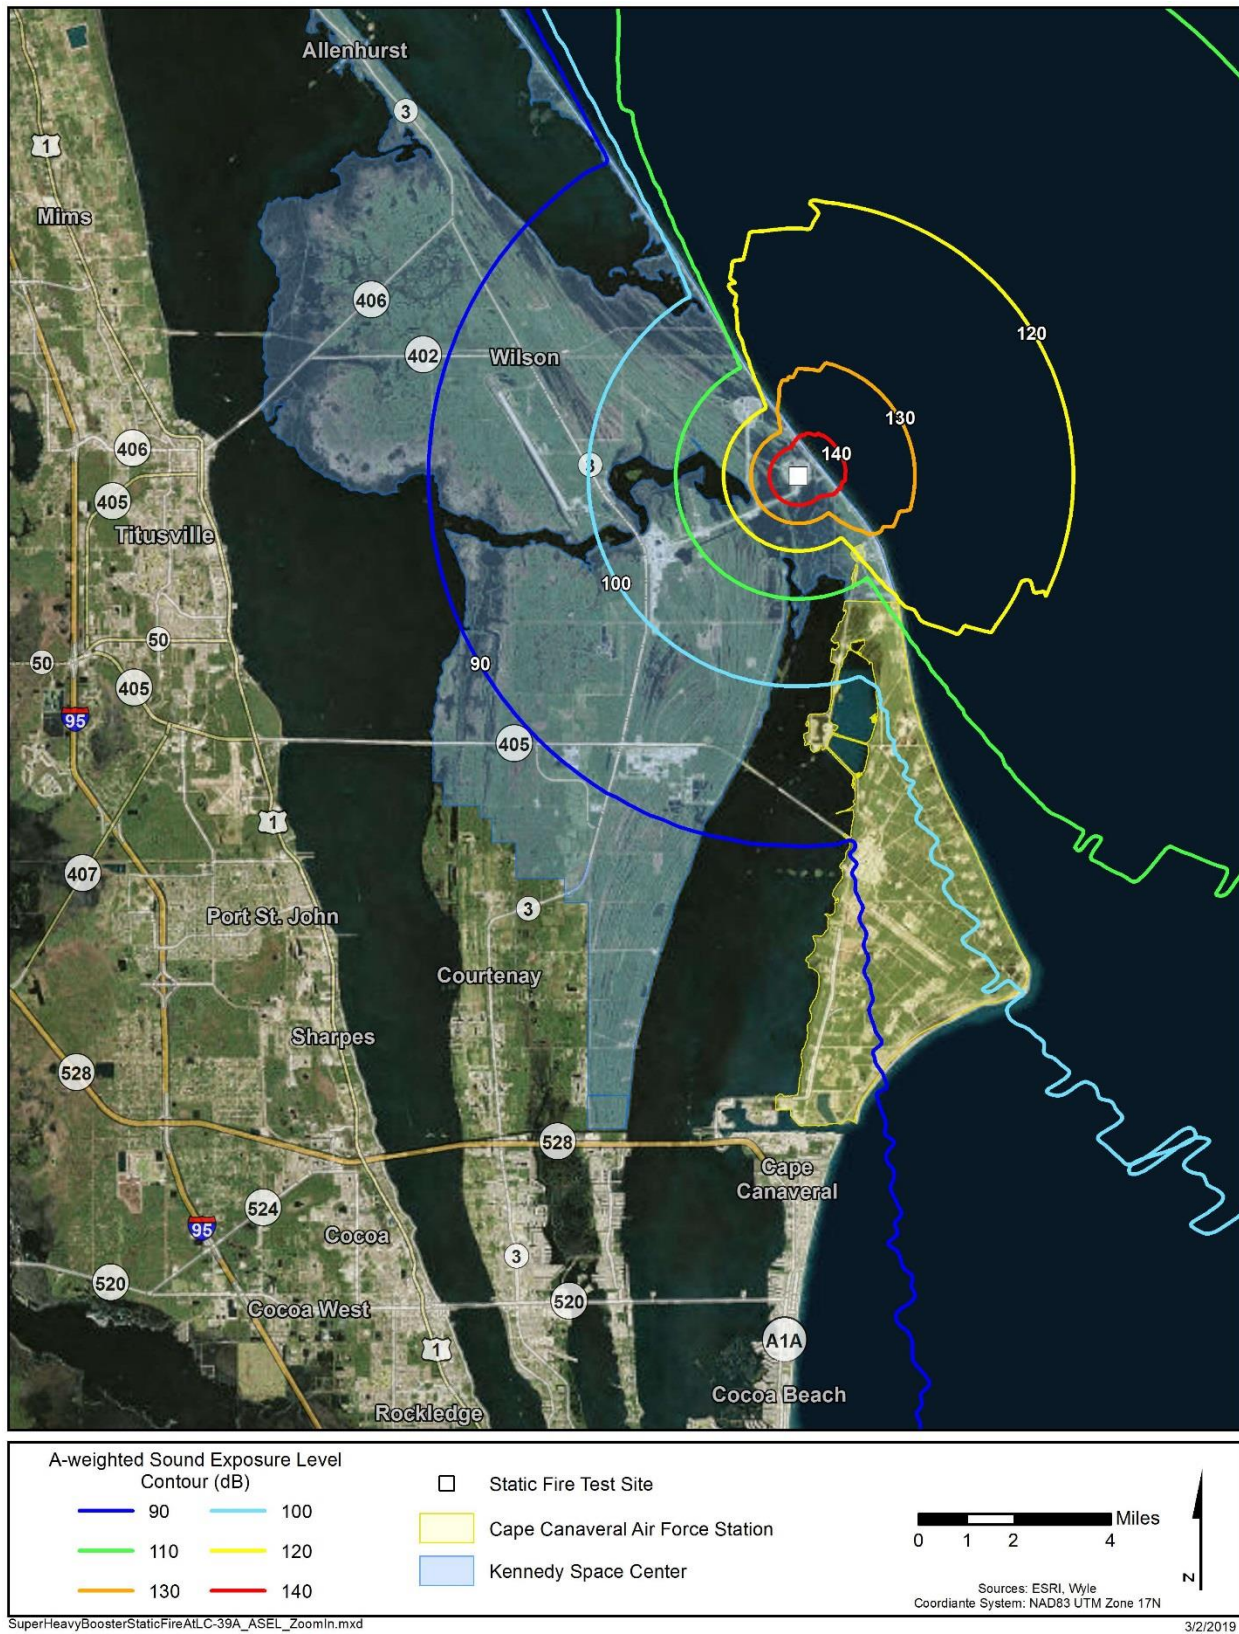 Allenhurst
3
1
Mims
120
406
402
Wilson
130
406
140
3
405
Titusville
100
50
50
90
405
95
405
1
407
Port St. John
3
Courtenay
Sharpes
528
528
Cape
Canaveral
524
95
Cocoa
3
520
520
Cocoa West
A1A
1
Cocoa Beach
Rockledge
A-weighted Sound Exposure Level
Contour (dB)
90
100
110
120
130
140
Static Fire Test Site
Cape Canaveral Air Force Station
Kennedy Space Center
Miles
0 1 2 4
N
Sources: ESRI, Wyle
Coordiante System: NAD83 UTM Zone 17N
SuperHeavyBoosterStaticFireAtLC-39A_ASEL_ZoomIn.mxd
3/2/2019